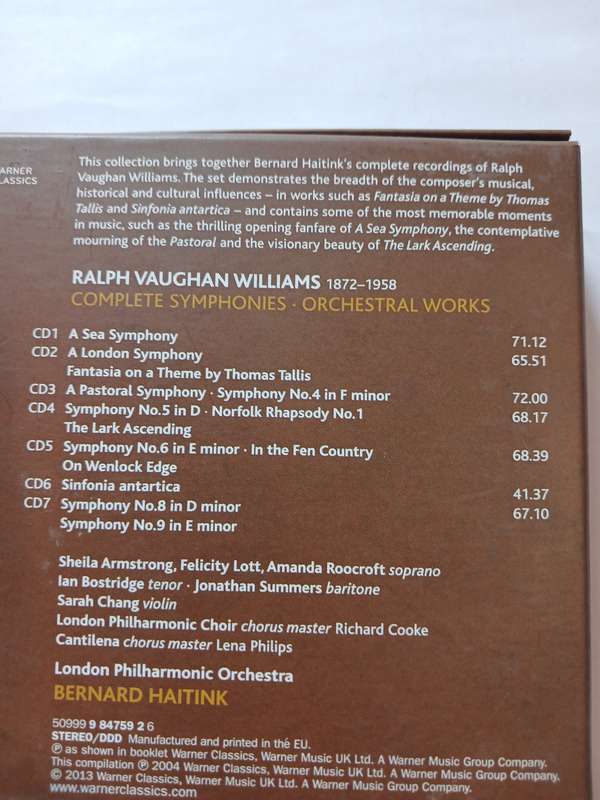 WARNER
CLASSICS
This collection brings together Bernard Haitink's complete recordings of Ralph
Vaughan Williams. The set demonstrates the breadth of the composer's musical,
historical and cultural influences – in works such as Fantasia on a Theme by Thomas
Tallis and Sinfonia antartica – and contains some of the most memorable moments
in music, such as the thrilling opening fanfare of A Sea Symphony, the contemplative
mourning of the Pastoral and the visionary beauty of The Lark Ascending.
RALPH VAUGHAN WILLIAMS 1872–1958
COMPLETE SYMPHONIES · ORCHESTRAL WORKS
CD1 A Sea Symphony 71.12
CD2 A London Symphony 65.51
Fantasia on a Theme by Thomas Tallis
CD3 A Pastoral Symphony · Symphony No.4 in F minor 72.00
CD4 Symphony No.5 in D · Norfolk Rhapsody No.1 68.17
The Lark Ascending
CD5 Symphony No.6 in E minor · In the Fen Country 68.39
On Wenlock Edge
CD6 Sinfonia antartica 41.37
CD7 Symphony No.8 in D minor 67.10
Symphony No.9 in E minor
Sheila Armstrong, Felicity Lott, Amanda Roocroft soprano
Ian Bostridge tenor · Jonathan Summers baritone
Sarah Chang violin
London Philharmonic Choir chorus master Richard Cooke
Cantilena chorus master Lena Philips
London Philharmonic Orchestra
BERNARD HAITINK
50999 9 84759 2 6
STEREO/DDD Manufactured and printed in the EU.
℗ as shown in booklet Warner Classics, Warner Music UK Ltd. A Warner Music Group Company.
This compilation ℗ 2004 Warner Classics, Warner Music UK Ltd. A Warner Music Group Company.
© 2013 Warner Classics, Warner Music UK Ltd. A Warner Music Group Company.
www.warnerclassics.com